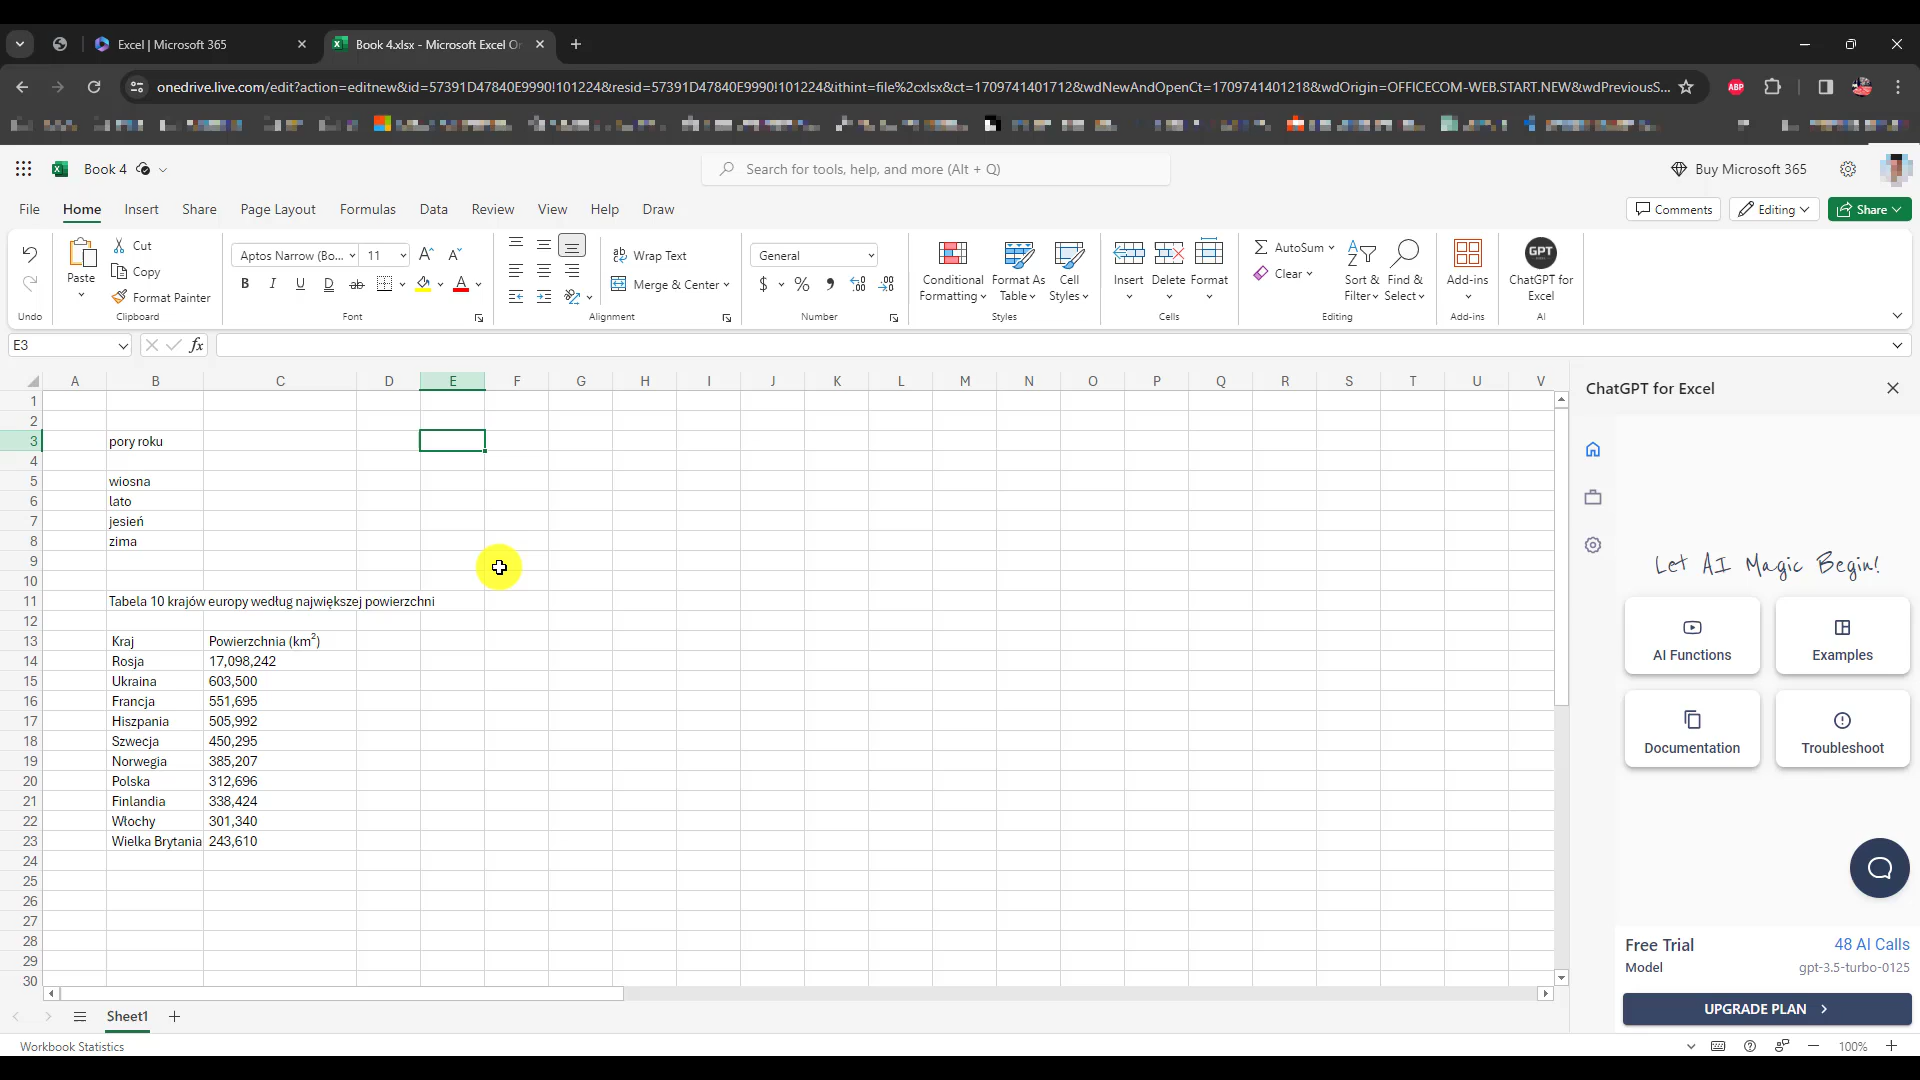 Excel | Microsoft 365
Book 4.xlsx - Microsoft Excel On
onedrive.live.com/edit?action=editnew&id=57391D47840E9990!101224&resid=57391D47840E9990!101224&ithint=file%2cxlsx&ct=1709741401712&wdNewAndOpenCt=1709741401218&wdOrigin=OFFICECOM-WEB.START.NEW&wdPreviousS...
ABP
Book 4
Search for tools, help, and more (Alt + Q)
Buy Microsoft 365
File Home Insert Share Page Layout Formulas Data Review View Help Draw
Comments Editing Share
Paste Cut Copy Format Painter
Aptos Narrow (Bo... 11
Wrap Text
Merge & Center
General
Conditional Formatting
Format As Table
Cell Styles
Insert Delete Format
AutoSum
Clear
Sort & Filter
Find & Select
Add-ins
GPT
ChatGPT for Excel
Undo Clipboard Font Alignment Number Styles Cells Editing Add-ins AI
E3
fx
A B C D E F G H I J K L M N O P Q R S T U V
1
2
3 pory roku
4
5 wiosna
6 lato
7 jesień
8 zima
9
10
11 Tabela 10 krajów europy według największej powierzchni
12
13 Kraj Powierzchnia (km²)
14 Rosja 17,098,242
15 Ukraina 603,500
16 Francja 551,695
17 Hiszpania 505,992
18 Szwecja 450,295
19 Norwegia 385,207
20 Polska 312,696
21 Finlandia 338,424
22 Włochy 301,340
23 Wielka Brytania 243,610
24
25
26
27
28
29
30
ChatGPT for Excel
Let AI Magic Begin!
AI Functions
Examples
Documentation
Troubleshoot
Free Trial 48 AI Calls
Model gpt-3.5-turbo-0125
UPGRADE PLAN
Sheet1
Workbook Statistics
100%